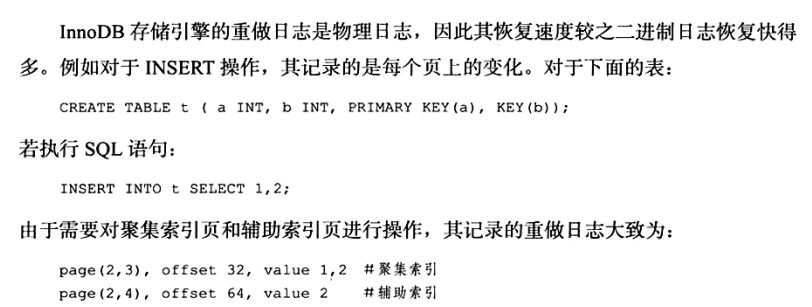 InnoDB 存储引擎的重做日志是物理日志，因此其恢复速度较之二进制日志恢复快得
多。例如对于 INSERT 操作，其记录的是每个页上的变化。对于下面的表：
CREATE TABLE t ( a INT, b INT, PRIMARY KEY(a), KEY(b));
若执行 SQL 语句：
INSERT INTO t SELECT 1,2;
由于需要对聚集索引页和辅助索引页进行操作，其记录的重做日志大致为：
page(2,3), offset 32, value 1,2 #聚集索引
page(2,4), offset 64, value 2 #辅助索引